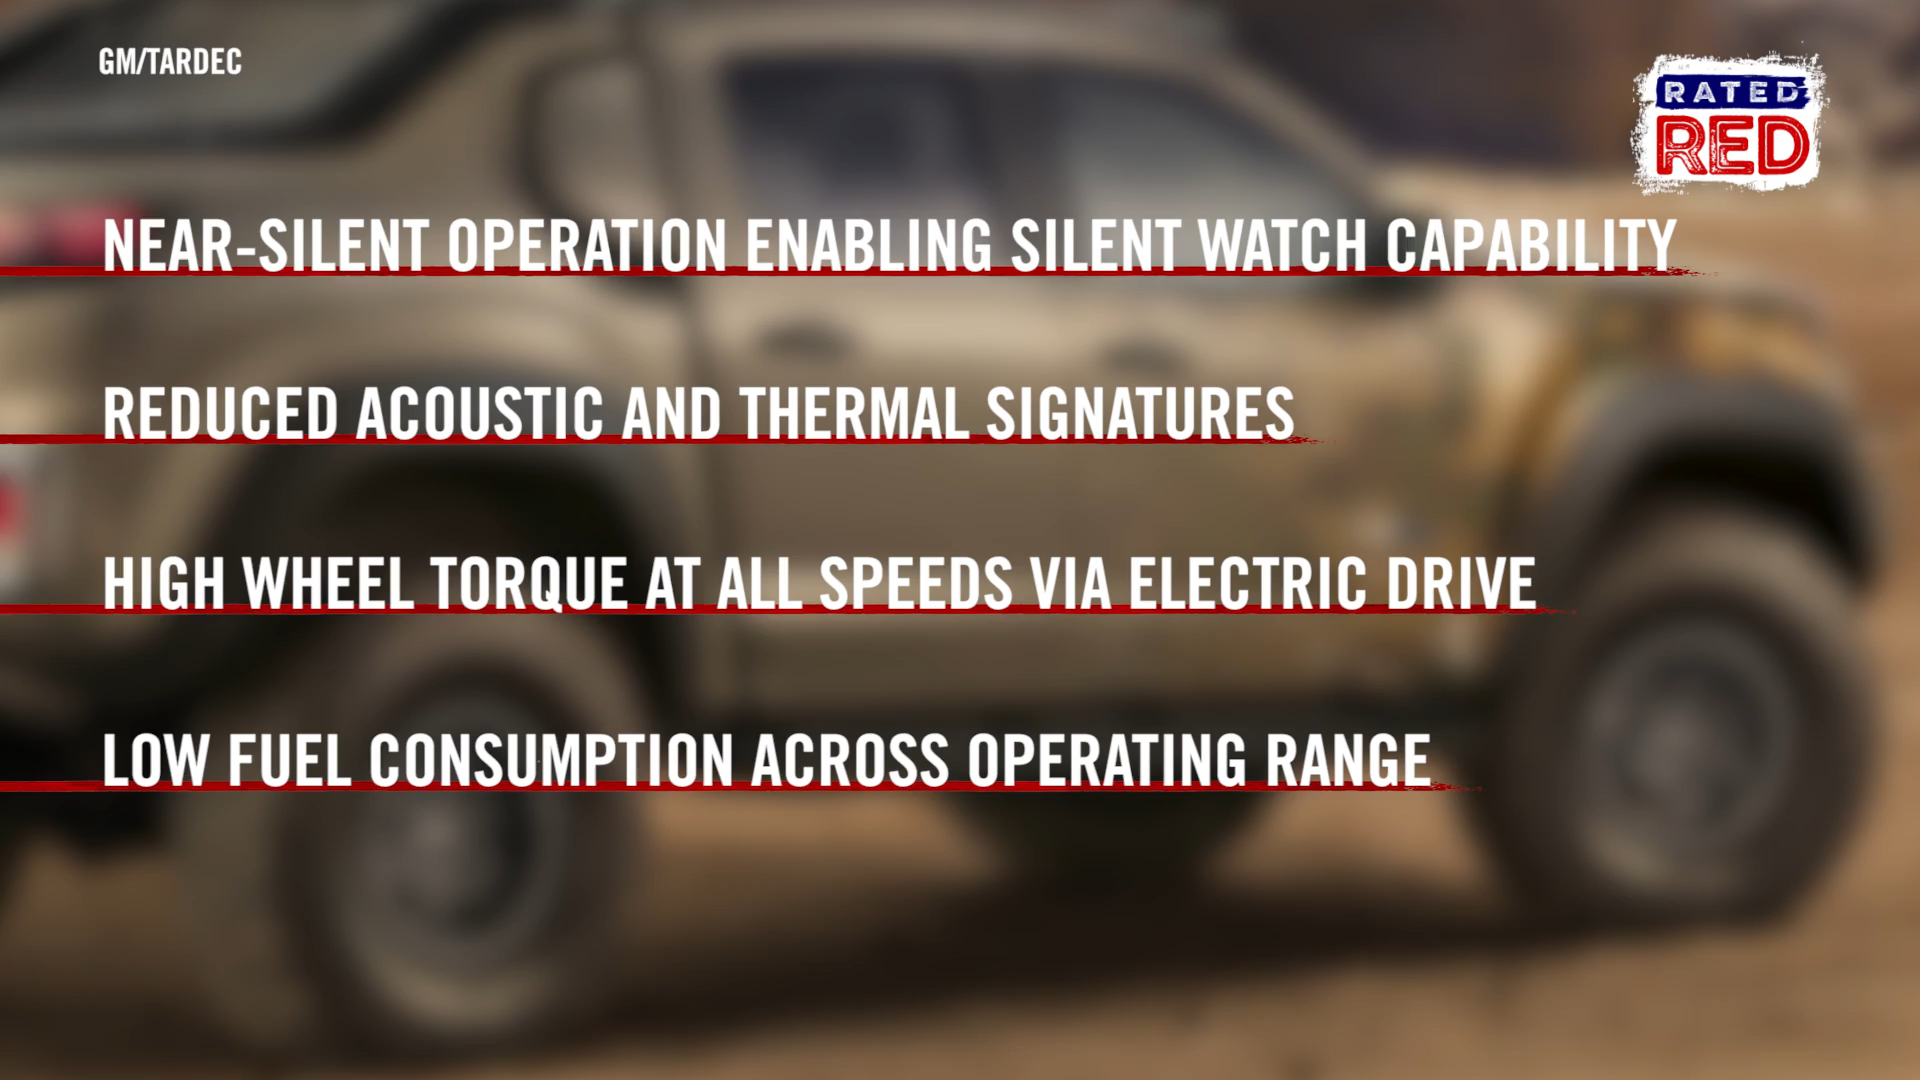 GM/TARDEC
RATED
RED
NEAR-SILENT OPERATION ENABLING SILENT WATCH CAPABILITY
REDUCED ACOUSTIC AND THERMAL SIGNATURES
HIGH WHEEL TORQUE AT ALL SPEEDS VIA ELECTRIC DRIVE
LOW FUEL CONSUMPTION ACROSS OPERATING RANGE